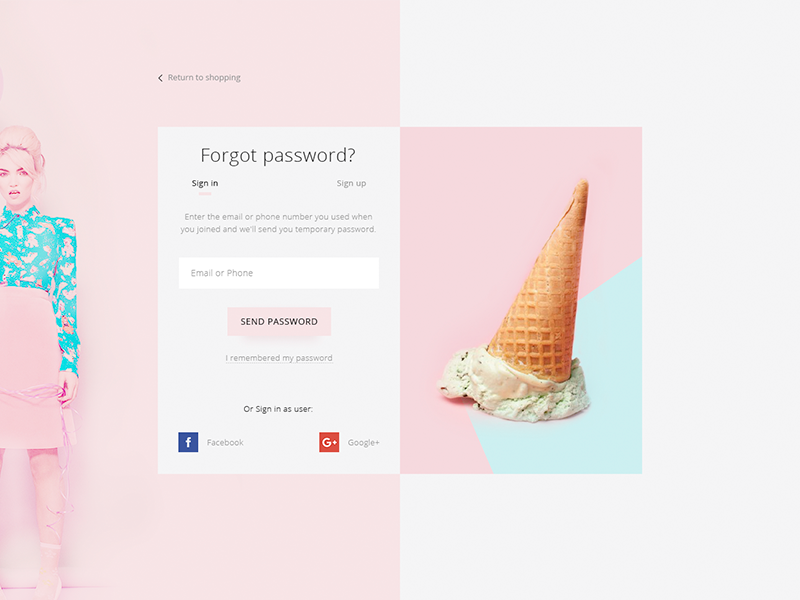 Return to shopping
Forgot password?
Sign in
Sign up
Enter the email or phone number you used when
you joined and we'll send you temporary password.
Email or Phone
SEND PASSWORD
I remembered my password
Or Sign in as user:
f Facebook
G+ Google+